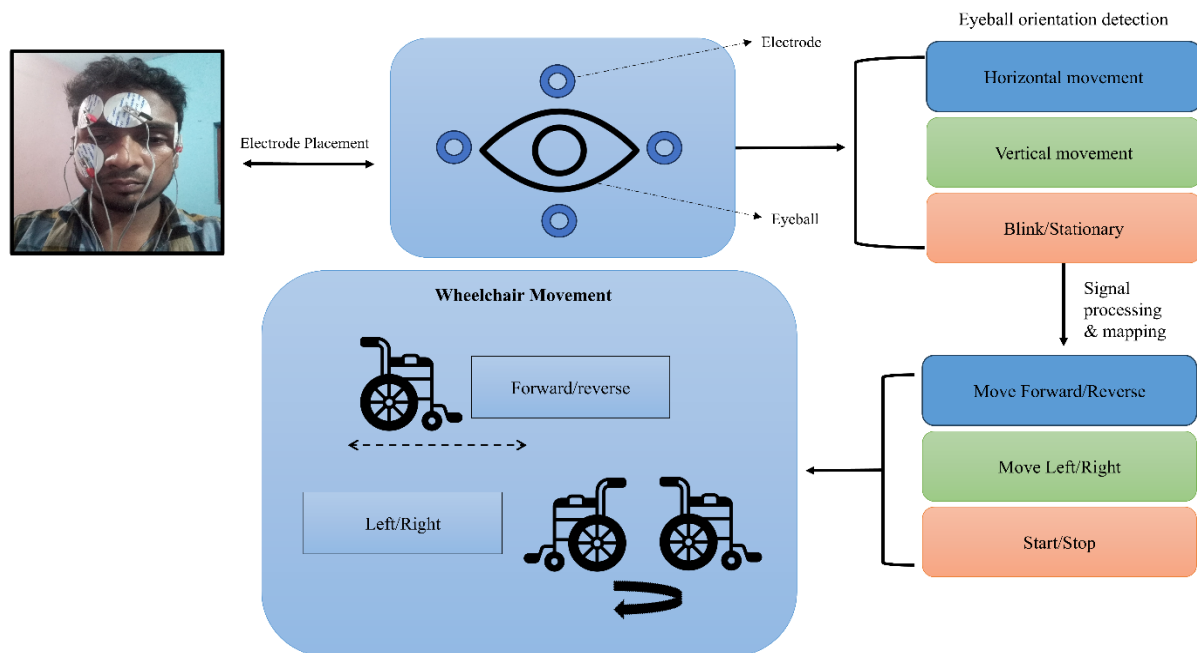 Eyeball orientation detection
Electrode
Horizontal movement
Electrode Placement
Vertical movement
Eyeball
Blink/Stationary
Signal
processing
& mapping
Wheelchair Movement
Forward/reverse
Left/Right
Move Forward/Reverse
Move Left/Right
Start/Stop